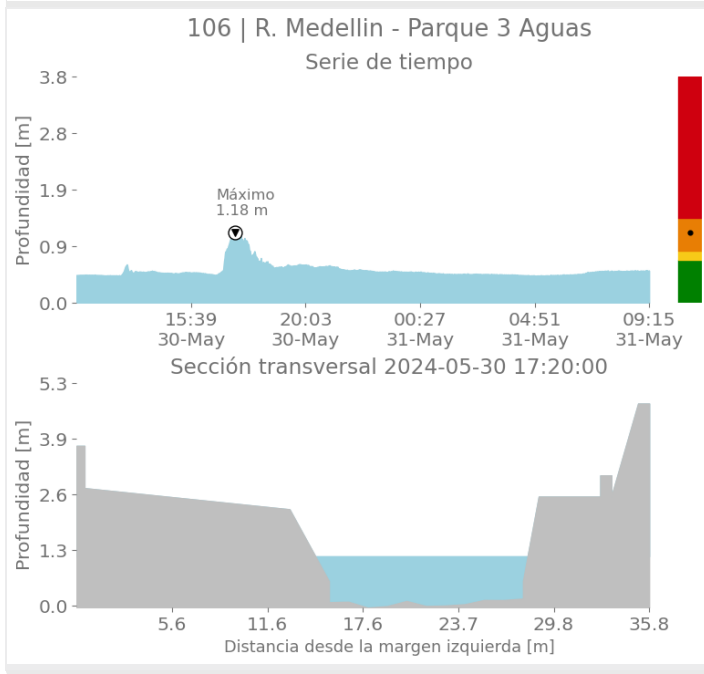 106 | R. Medellin - Parque 3 Aguas
Serie de tiempo
3.8
2.8
1.9
0.9
0.0
Profundidad [m]
Máximo
1.18 m
15:39 20:03 00:27 04:51 09:15
30-May 30-May 31-May 31-May 31-May
Sección transversal 2024-05-30 17:20:00
5.3
3.9
2.6
1.3
0.0
Profundidad [m]
5.6 11.6 17.6 23.7 29.8 35.8
Distancia desde la margen izquierda [m]